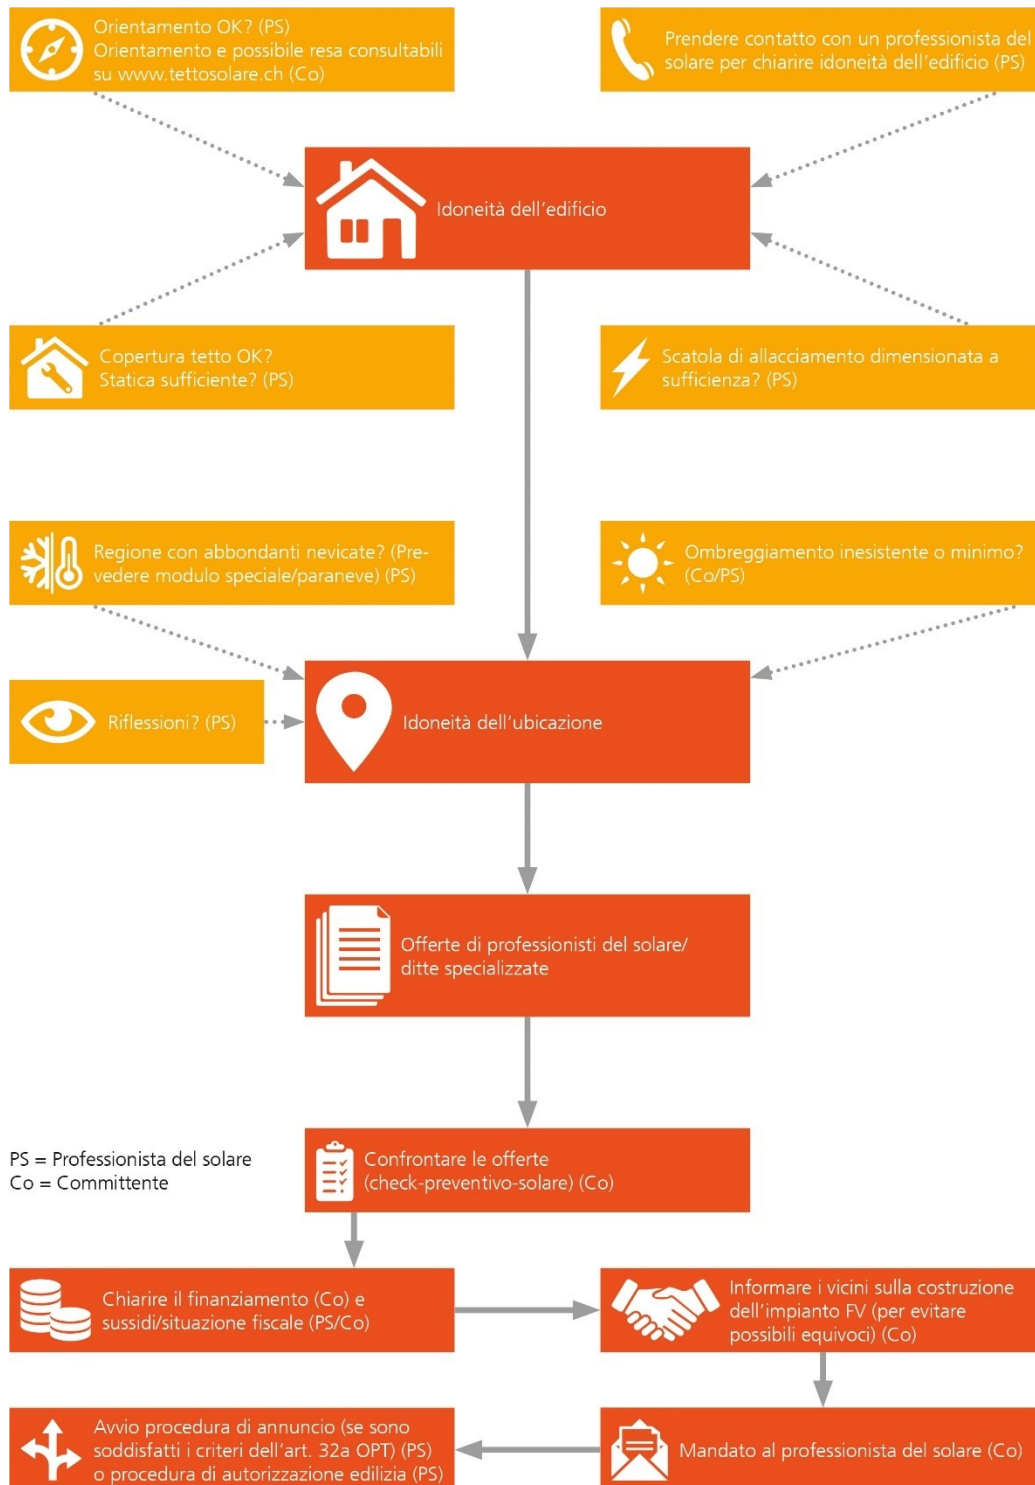 Orientamento OK? (PS)
Orientamento e possibile resa consultabili
su www.tettosolare.ch (Co)
Prendere contatto con un professionista del
solare per chiarire idoneità dell'edificio (PS)
Idoneità dell'edificio
Copertura tetto OK?
Statica sufficiente? (PS)
Scatola di allacciamento dimensionata a
sufficienza? (PS)
Regione con abbondanti nevicate? (Pre-
vedere modulo speciale/paraneve) (PS)
Ombreggiamento inesistente o minimo?
(Co/PS)
Riflessioni? (PS)
Idoneità dell'ubicazione
Offerte di professionisti del solare/
ditte specializzate
PS = Professionista del solare
Co = Committente
Confrontare le offerte
(check-preventivo-solare) (Co)
Chiarire il finanziamento (Co) e
sussidi/situazione fiscale (PS/Co)
Informare i vicini sulla costruzione
dell'impianto FV (per evitare
possibili equivoci) (Co)
Avvio procedura di annuncio (se sono
soddisfatti i criteri dell'art. 32a OPT) (PS)
o procedura di autorizzazione edilizia (PS)
Mandato al professionista del solare (Co)